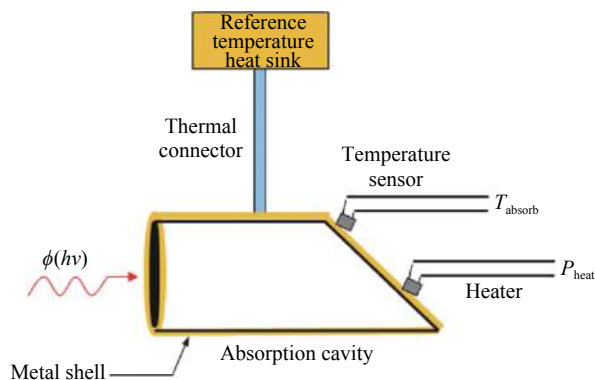 Reference
temperature
heat sink
Thermal
connector
Temperature
sensor
T_absorb
ϕ(hν)
P_heat
Heater
Absorption cavity
Metal shell